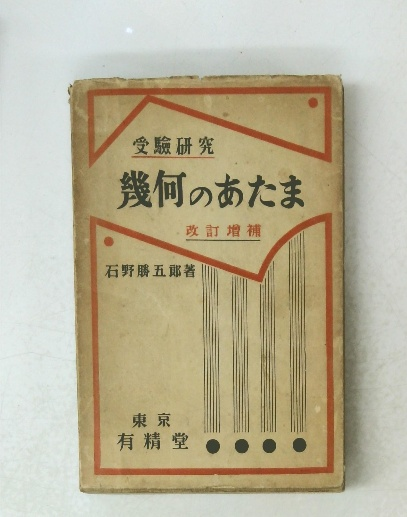 受驗研究
幾何のあたま
改訂増補
石野勝五郎著
東京
有精堂